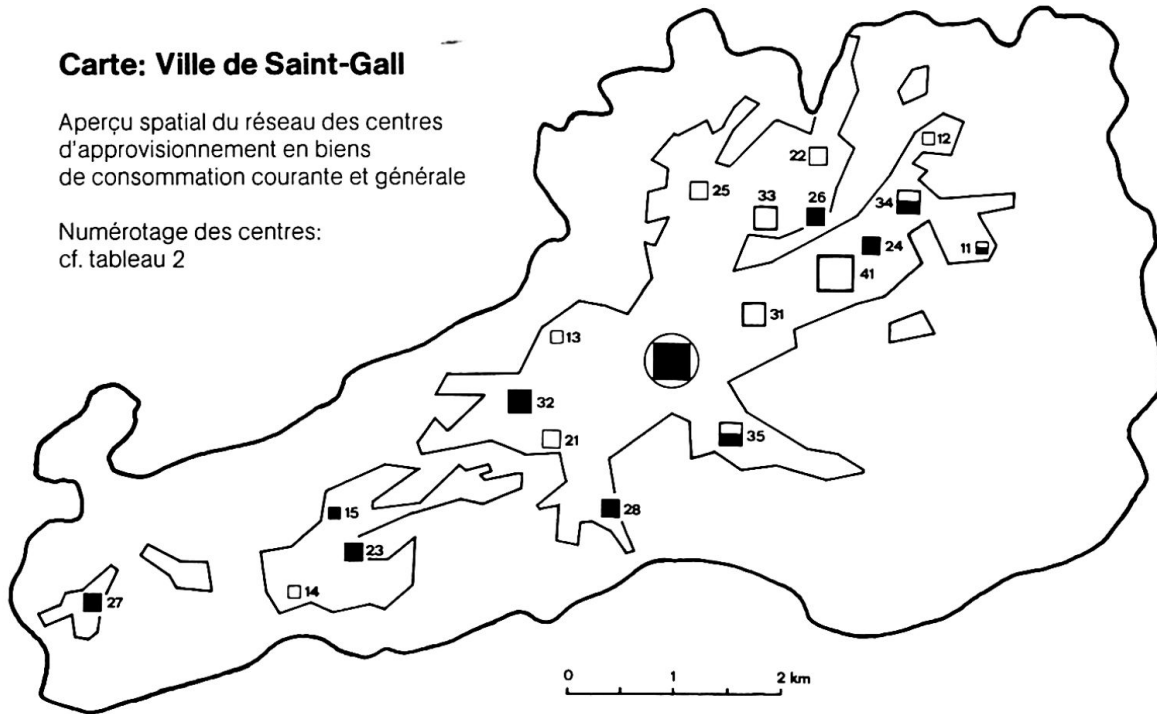 Carte: Ville de Saint-Gall
Aperçu spatial du réseau des centres
d'approvisionnement en biens
de consommation courante et générale
Numérotage des centres:
cf. tableau 2
12
22
25
33
26
34
24
11
41
31
13
32
21
35
15
28
23
14
27
0 1 2 km